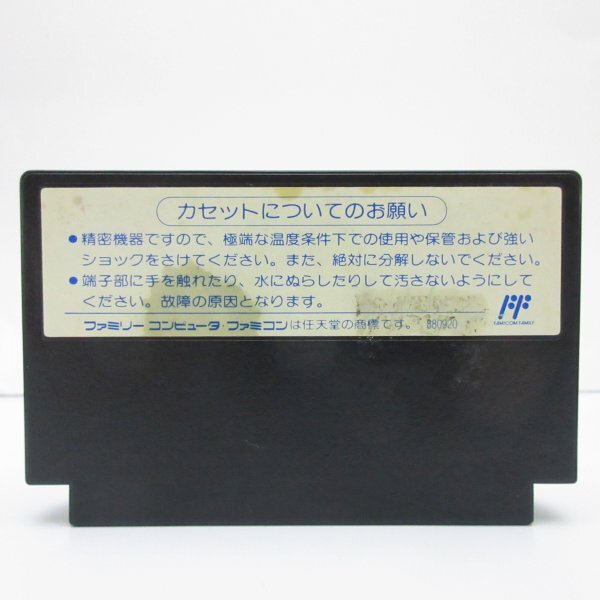 カセットについてのお願い
●精密機器ですので、極端な温度条件下での使用や保管および強い
ショックをさけてください。また、絶対に分解しないでください。
●端子部に手を触れたり、水にぬらしたりして汚さないようにして
ください。故障の原因となります。
ファミリー コンピュータ・ファミコンは任天堂の商標です。 880920
FAMICOM FAMILY